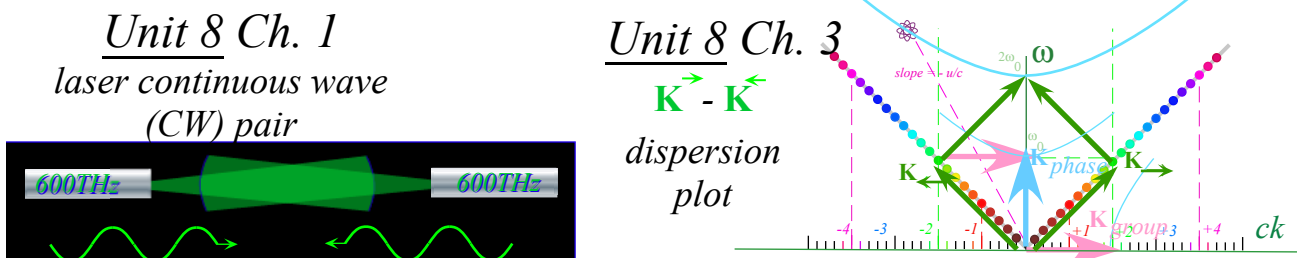 Unit 8 Ch. 1
laser continuous wave
(CW) pair
600THz
600THz
Unit 8 Ch. 3
K - K
dispersion
plot
2ω₀
ω
slope = - u/c
ω₀
K phase
K
K
K group
-4 -3 -2 -1 +1 +2 +3 +4
ck